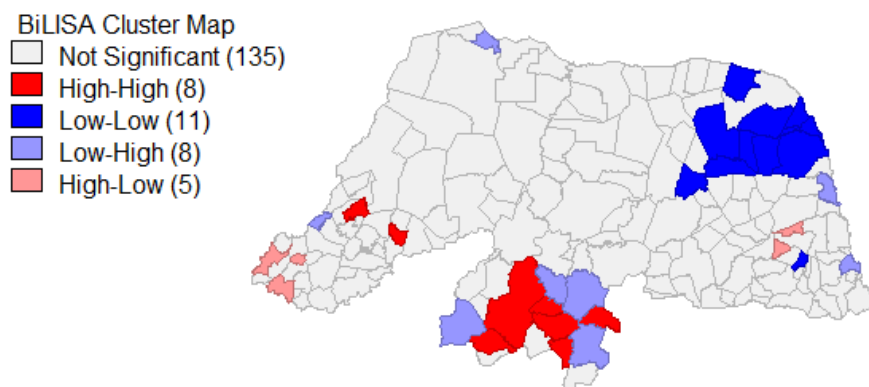 BiLISA Cluster Map
Not Significant (135)
High-High (8)
Low-Low (11)
Low-High (8)
High-Low (5)